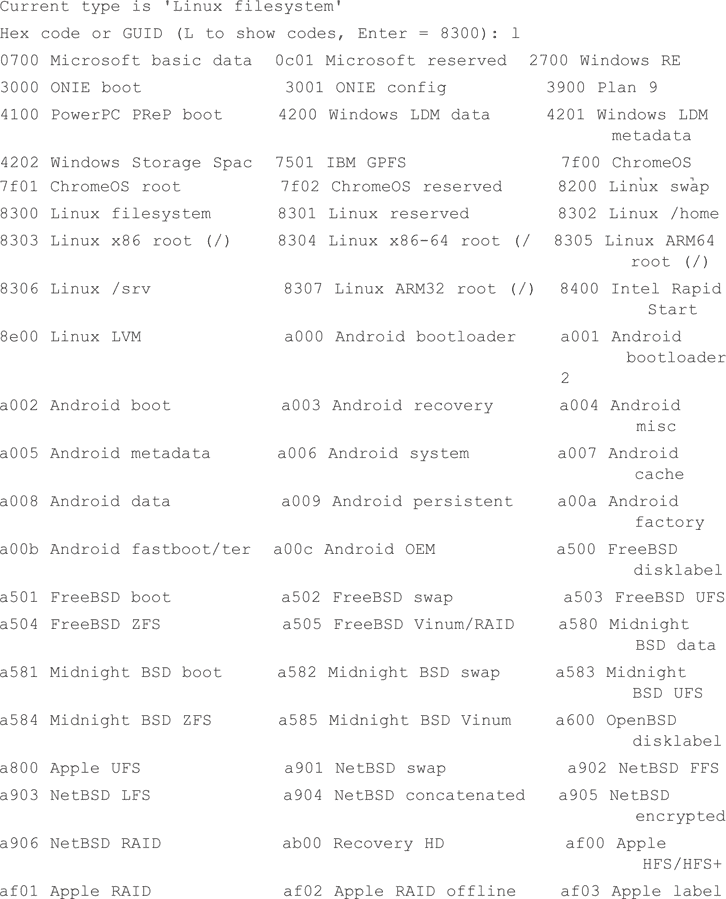 Current type is 'Linux filesystem'
Hex code or GUID (L to show codes, Enter = 8300): l
0700 Microsoft basic data 0c01 Microsoft reserved 2700 Windows RE
3000 ONIE boot 3001 ONIE config 3900 Plan 9
4100 PowerPC PReP boot 4200 Windows LDM data 4201 Windows LDM
metadata
4202 Windows Storage Spac 7501 IBM GPFS 7f00 ChromeOS
7f01 ChromeOS root 7f02 ChromeOS reserved 8200 Linux swap
8300 Linux filesystem 8301 Linux reserved 8302 Linux /home
8303 Linux x86 root (/) 8304 Linux x86-64 root (/ 8305 Linux ARM64
root (/)
8306 Linux /srv 8307 Linux ARM32 root (/) 8400 Intel Rapid
Start
8e00 Linux LVM a000 Android bootloader a001 Android
bootloader
2
a002 Android boot a003 Android recovery a004 Android
misc
a005 Android metadata a006 Android system a007 Android
cache
a008 Android data a009 Android persistent a00a Android
factory
a00b Android fastboot/ter a00c Android OEM a500 FreeBSD
disklabel
a501 FreeBSD boot a502 FreeBSD swap a503 FreeBSD UFS
a504 FreeBSD ZFS a505 FreeBSD Vinum/RAID a580 Midnight
BSD data
a581 Midnight BSD boot a582 Midnight BSD swap a583 Midnight
BSD UFS
a584 Midnight BSD ZFS a585 Midnight BSD Vinum a600 OpenBSD
disklabel
a800 Apple UFS a901 NetBSD swap a902 NetBSD FFS
a903 NetBSD LFS a904 NetBSD concatenated a905 NetBSD
encrypted
a906 NetBSD RAID ab00 Recovery HD af00 Apple
HFS/HFS+
af01 Apple RAID af02 Apple RAID offline af03 Apple label